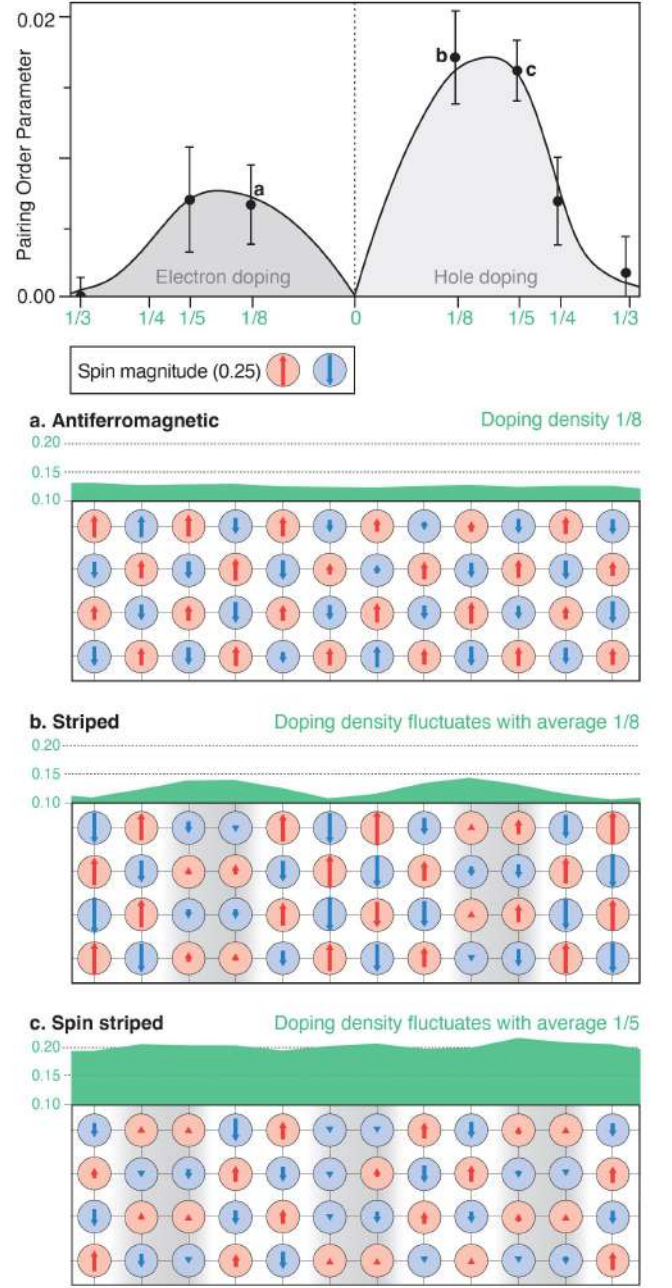 0.02
Pairing Order Parameter
b
c
a
Electron doping
Hole doping
0.00
1/3 1/4 1/5 1/8 0 1/8 1/5 1/4 1/3
Spin magnitude (0.25)
a. Antiferromagnetic
Doping density 1/8
0.20
0.15
0.10
b. Striped
Doping density fluctuates with average 1/8
0.20
0.15
0.10
c. Spin striped
Doping density fluctuates with average 1/5
0.20
0.15
0.10